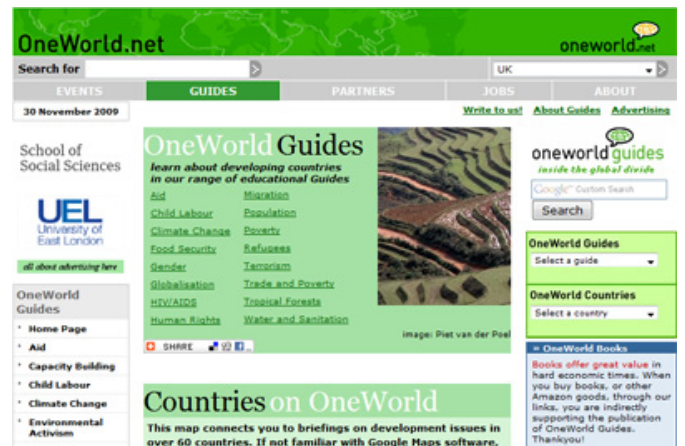 OneWorld.net
oneworld.net
Search for
UK
EVENTS GUIDES PARTNERS JOBS ABOUT
30 November 2009
Write to us! About Guides Advertising
School of
Social Sciences
UEL
University of
East London
all about advertising here
OneWorld
Guides
Home Page
Aid
Capacity Building
Child Labour
Climate Change
Environmental
Activism
OneWorld Guides
learn about developing countries
in our range of educational Guides
Aid
Child Labour
Climate Change
Food Security
Gender
Globalisation
HIV/AIDS
Human Rights
Migration
Population
Poverty
Refugees
Terrorism
Trade and Poverty
Tropical Forests
Water and Sanitation
image: Piet van der Poel
SHARE
Countries on OneWorld
This map connects you to briefings on development issues in
over 60 countries. If not familiar with Google Maps software,
oneworld guides
inside the global divide
Google™ Custom Search
Search
OneWorld Guides
Select a guide
OneWorld Countries
Select a country
» OneWorld Books
Books offer great value in
hard economic times. When
you buy books, or other
Amazon goods, through our
links, you are indirectly
supporting the publication
of OneWorld Guides.
Thankyou!